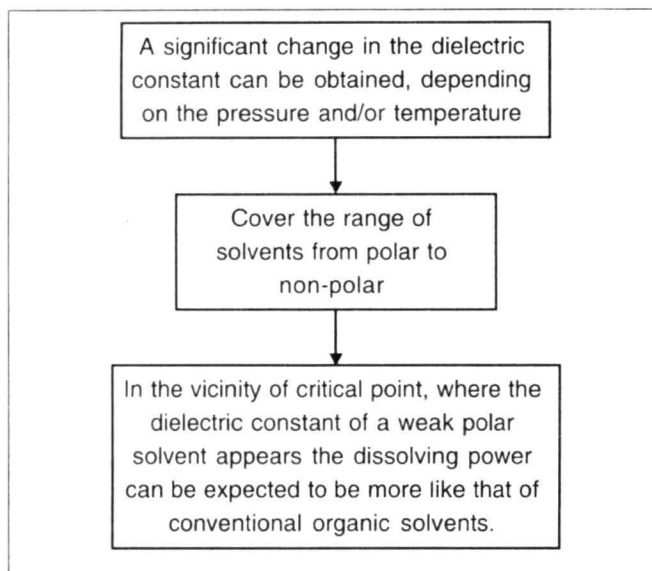 A significant change in the dielectric
constant can be obtained, depending
on the pressure and/or temperature
Cover the range of
solvents from polar to
non-polar
In the vicinity of critical point, where the
dielectric constant of a weak polar
solvent appears the dissolving power
can be expected to be more like that of
conventional organic solvents.